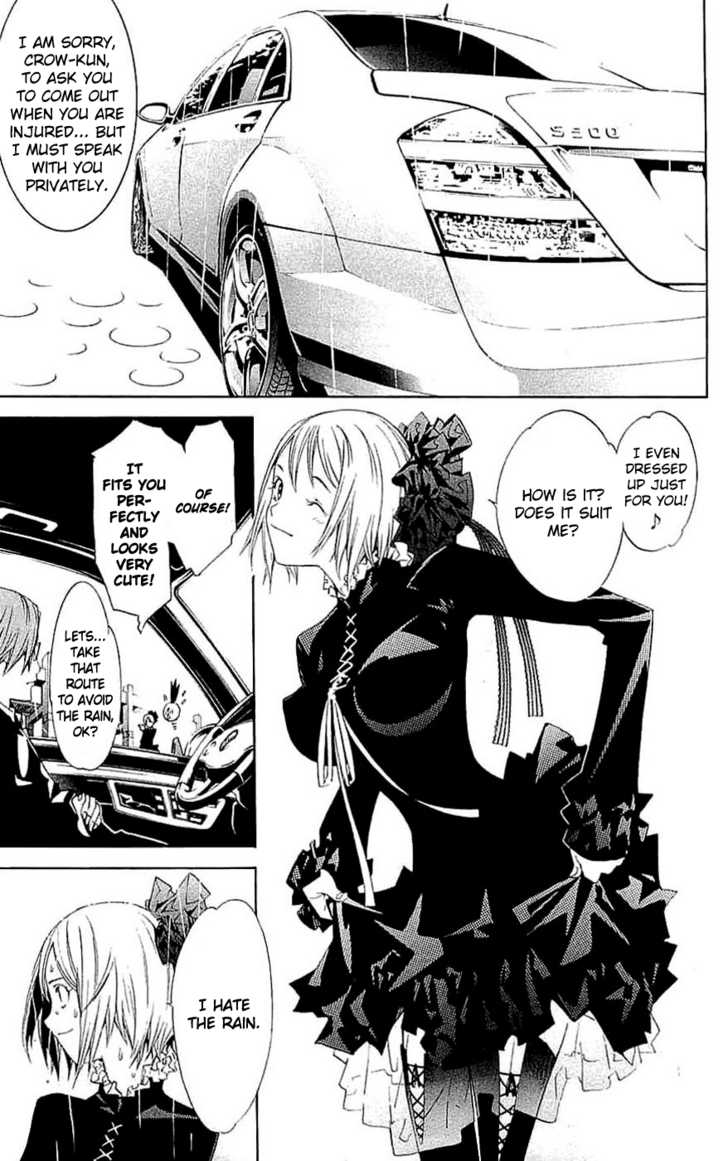 I AM SORRY,
CROW-KUN,
TO ASK YOU
TO COME OUT
WHEN YOU ARE
INJURED... BUT
I MUST SPEAK
WITH YOU
PRIVATELY.
S500
I EVEN
DRESSED
UP JUST
FOR YOU!
♪
HOW IS IT?
DOES IT SUIT
ME?
OF
COURSE!
IT
FITS YOU
PER-
FECTLY
AND
LOOKS
VERY
CUTE!
LETS...
TAKE
THAT
ROUTE
TO AVOID
THE RAIN,
OK?
I HATE
THE RAIN.